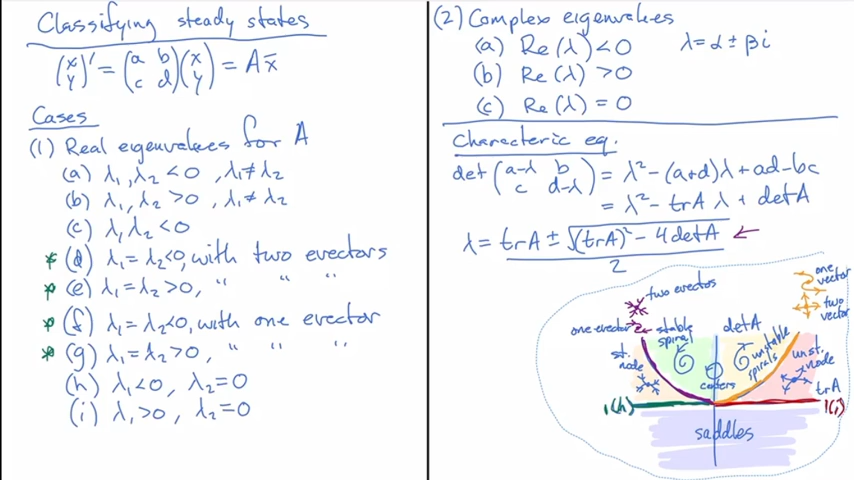 Classifying steady states
(x y)' = (a b c d)(x y) = Ax̄
Cases
(1) Real eigenvalues for A
(a) λ₁, λ₂ < 0, λ₁ ≠ λ₂
(b) λ₁, λ₂ > 0, λ₁ ≠ λ₂
(c) λ₁λ₂ < 0
* (d) λ₁ = λ₂ < 0, with two evectors
* (e) λ₁ = λ₂ > 0, " " "
* (f) λ₁ = λ₂ < 0, with one evector
* (g) λ₁ = λ₂ > 0, " " "
(h) λ₁ < 0, λ₂ = 0
(i) λ₁ > 0, λ₂ = 0
(2) Complex eigenvalues
(a) Re(λ) < 0 λ = α ± βi
(b) Re(λ) > 0
(c) Re(λ) = 0
Characteric eq.
det (a-λ b c d-λ) = λ² - (a+d)λ + ad - bc
= λ² - trA λ + detA
λ = trA ± √((trA)² - 4detA) ←
2
one
vector
two evectos
two
vector
one evector
stable
spiral
detA
unstable
spirals
st.
node
unst.
node
centers
trA
1(h)
1(i)
saddles